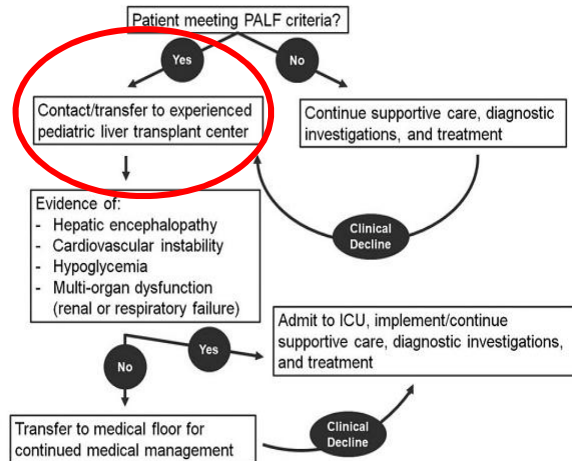 Patient meeting PALF criteria?
Yes
No
Contact/transfer to experienced
pediatric liver transplant center
Continue supportive care, diagnostic
investigations, and treatment
Evidence of:
- Hepatic encephalopathy
- Cardiovascular instability
- Hypoglycemia
- Multi-organ dysfunction
(renal or respiratory failure)
Clinical
Decline
No
Yes
Admit to ICU, implement/continue
supportive care, diagnostic investigations,
and treatment
Transfer to medical floor for
continued medical management
Clinical
Decline